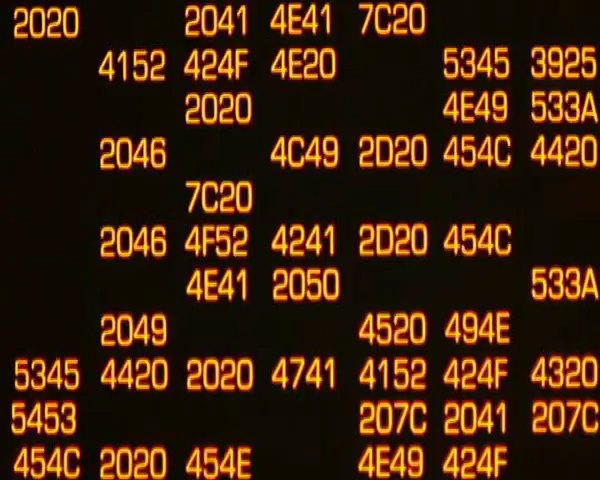 2020 2041 4E41 7C20
4152 424F 4E20 5345 3925
2020 4E49 533A
2046 4C49 2D20 454C 4420
7C20
2046 4F52 4241 2D20 454C
4E41 2050 533A
2049 4520 494E
5345 4420 2020 4741 4152 424F 4320
5453 207C 2041 207C
454C 2020 454E 4E49 424F